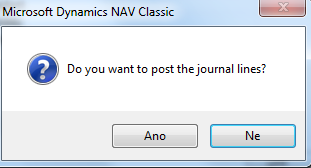 Microsoft Dynamics NAV Classic
Do you want to post the journal lines?
Ano
Ne